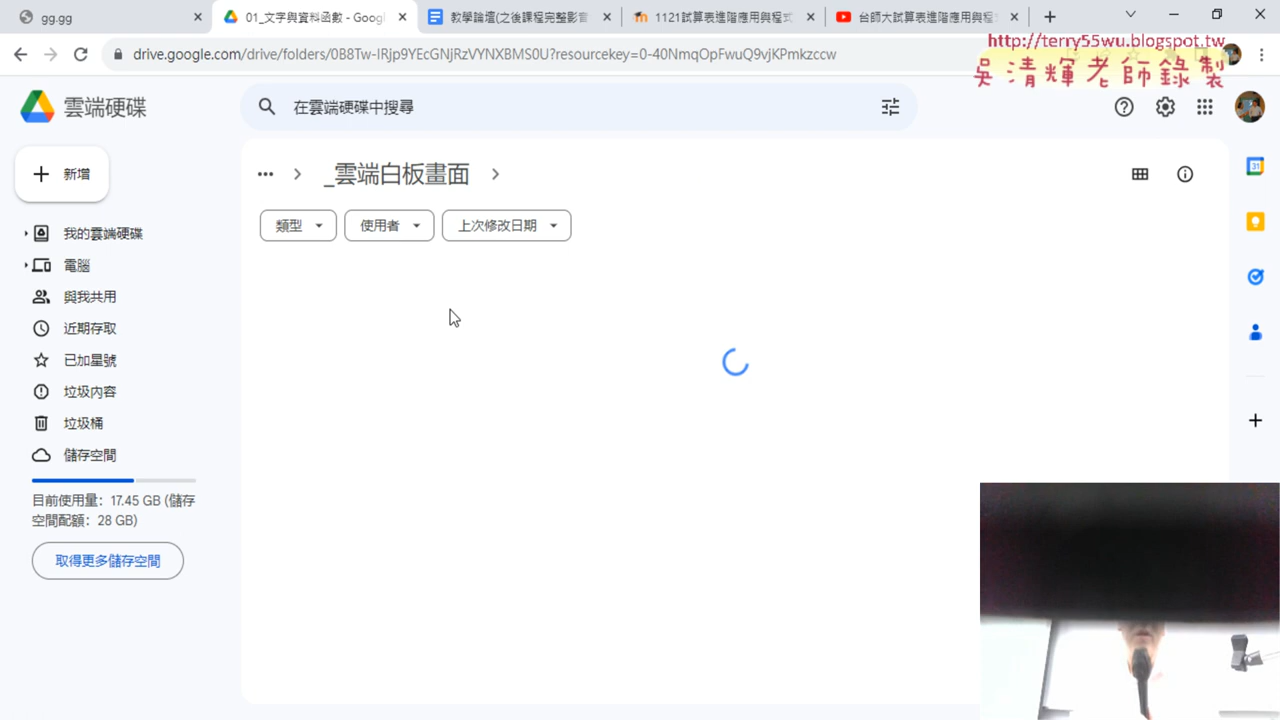 gg.gg
01_文字與資料函數 - Googl
教學論壇(之後課程完整影音
1121試算表進階應用與程式
台師大試算表進階應用與程
drive.google.com/drive/folders/0B8Tw-IRjp9YEcGNjRzVYNXBMS0U?resourcekey=0-40NmqOpFwuQ9vjKPmkzccw
http://terry55wu.blogspot.tw
吳清輝老師錄製
雲端硬碟
在雲端硬碟中搜尋
新增
_雲端白板畫面
類型
使用者
上次修改日期
我的雲端硬碟
電腦
與我共用
近期存取
已加星號
垃圾內容
垃圾桶
儲存空間
目前使用量: 17.45 GB (儲存
空間配額: 28 GB)
取得更多儲存空間
31